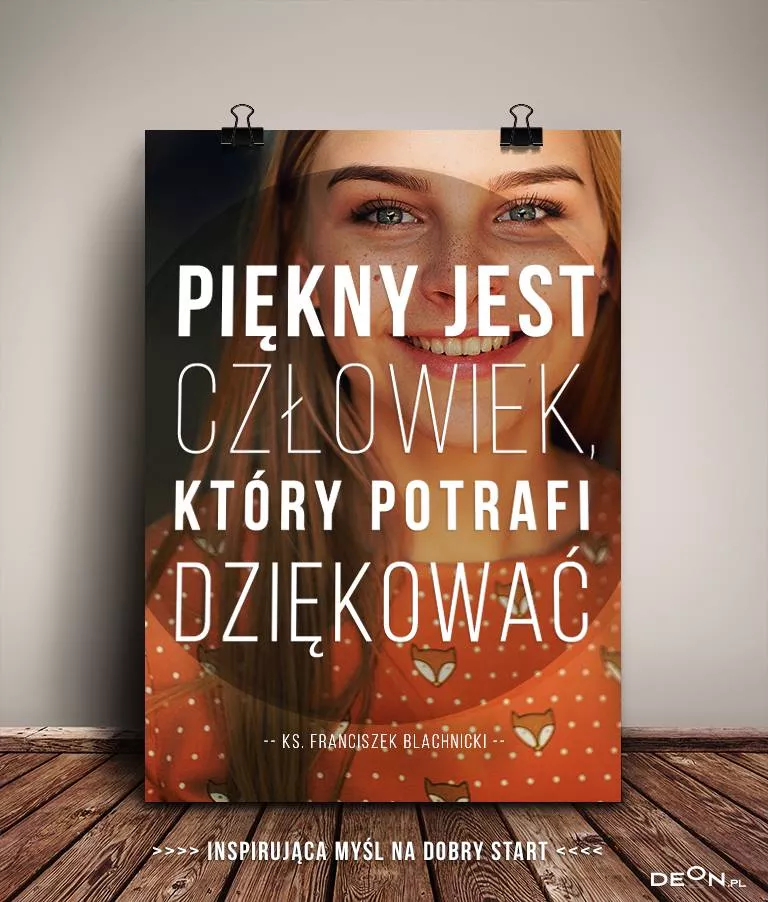 PIĘKNY JEST
CZŁOWIEK,
KTÓRY POTRAFI
DZIĘKOWAĆ
-- KS. FRANCISZEK BLACHNICKI --
>>>> INSPIRUJĄCA MYŚL NA DOBRY START <<<<
DEON.PL